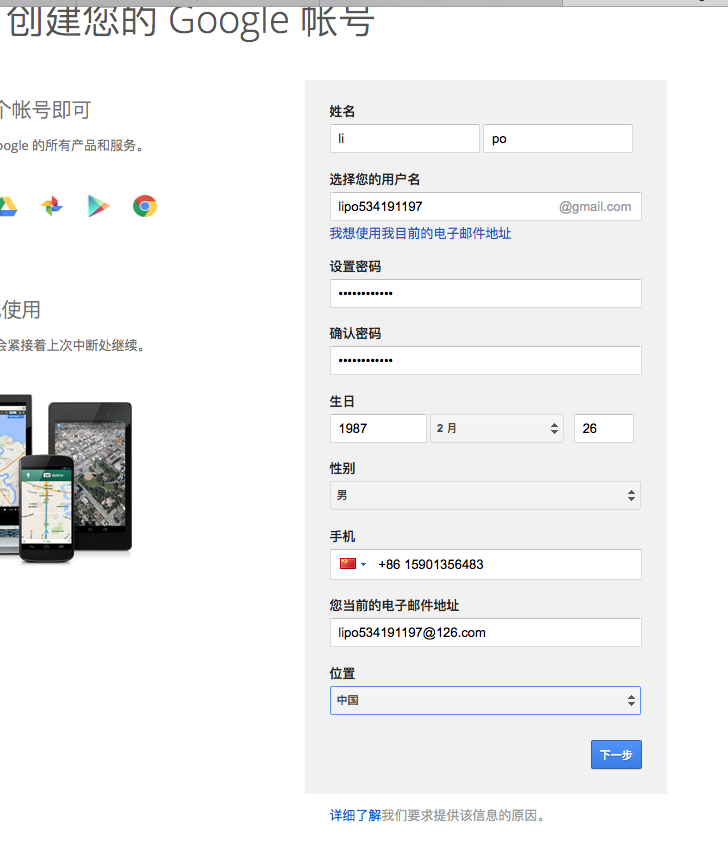 创建您的 Google 帐号
个帐号即可
oogle 的所有产品和服务。
使用
会紧接着上次中断处继续。
姓名
li po
选择您的用户名
lipo534191197 @gmail.com
我想使用我目前的电子邮件地址
设置密码
••••••••••••
确认密码
••••••••••••
生日
1987 2 月 26
性别
男
手机
+86 15901356483
您当前的电子邮件地址
lipo534191197@126.com
位置
中国
下一步
详细了解我们要求提供该信息的原因。